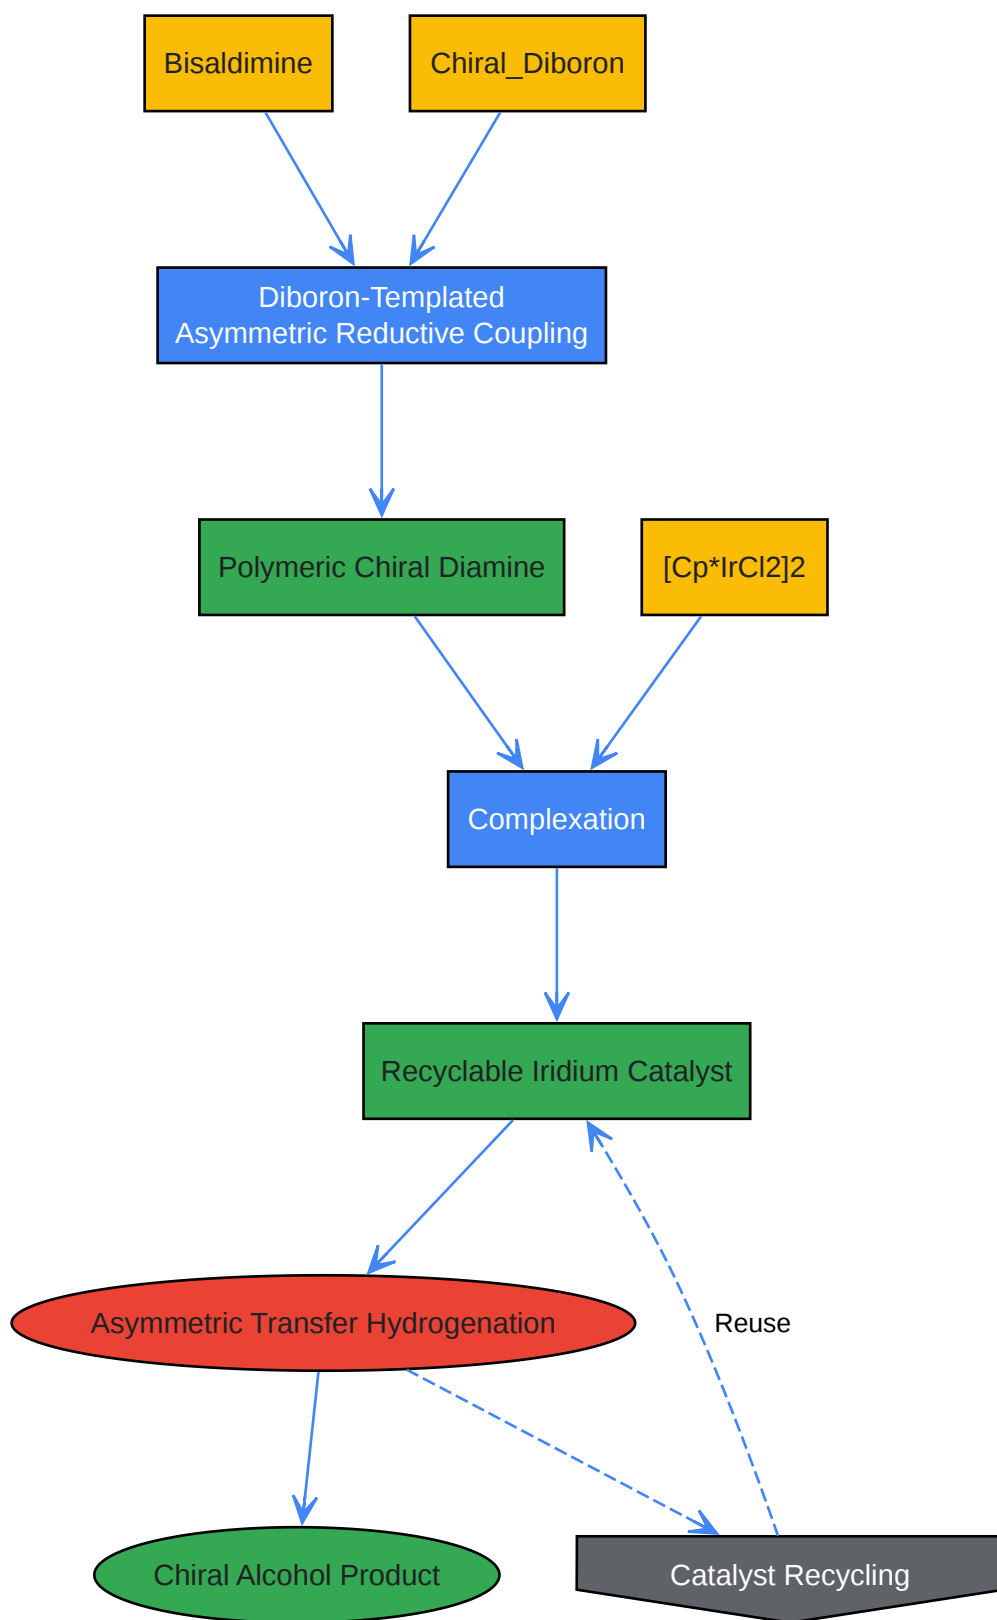 Bisaldimine
Chiral_Diboron
Diboron-Templated
Asymmetric Reductive Coupling
Polymeric Chiral Diamine
[Cp*IrCl2]2
Complexation
Recyclable Iridium Catalyst
Asymmetric Transfer Hydrogenation
Reuse
Chiral Alcohol Product
Catalyst Recycling